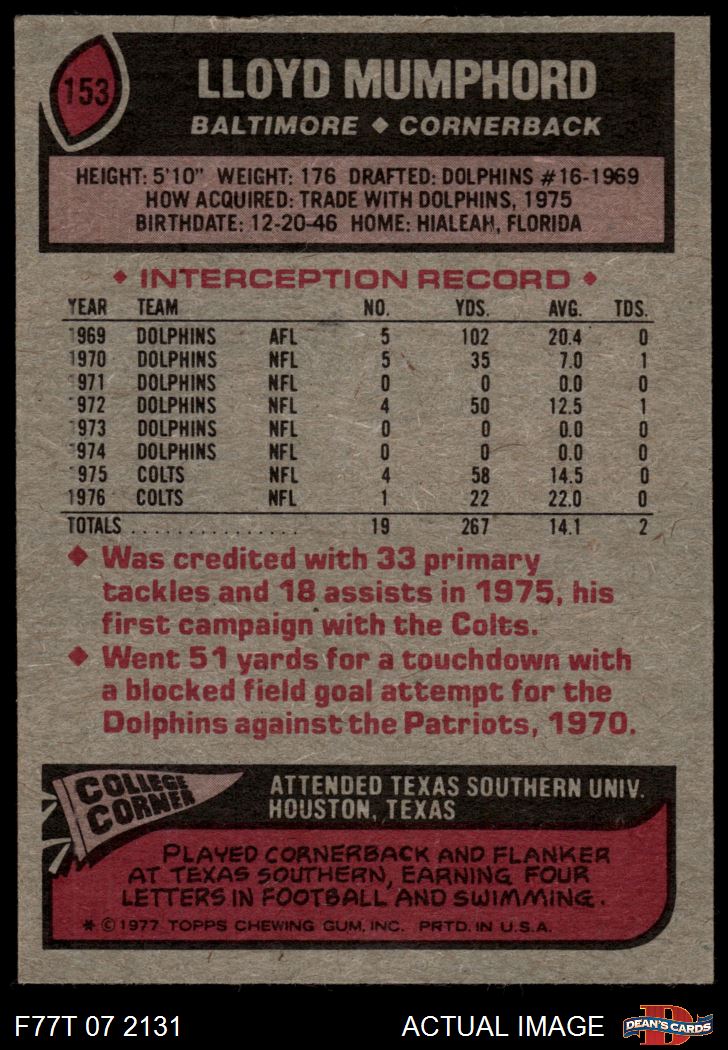 153
LLOYD MUMPHORD
BALTIMORE ◆ CORNERBACK
HEIGHT: 5'10" WEIGHT: 176 DRAFTED: DOLPHINS #16-1969
HOW ACQUIRED: TRADE WITH DOLPHINS, 1975
BIRTHDATE: 12-20-46 HOME: HIALEAH, FLORIDA
◆ INTERCEPTION RECORD ◆
YEAR TEAM NO. YDS. AVG. TDS.
1969 DOLPHINS AFL 5 102 20.4 0
1970 DOLPHINS NFL 5 35 7.0 1
1971 DOLPHINS NFL 0 0 0.0 0
1972 DOLPHINS NFL 4 50 12.5 1
1973 DOLPHINS NFL 0 0 0.0 0
1974 DOLPHINS NFL 0 0 0.0 0
1975 COLTS NFL 4 58 14.5 0
1976 COLTS NFL 1 22 22.0 0
TOTALS ................ 19 267 14.1 2
◆ Was credited with 33 primary
tackles and 18 assists in 1975, his
first campaign with the Colts.
◆ Went 51 yards for a touchdown with
a blocked field goal attempt for the
Dolphins against the Patriots, 1970.
COLLEGE
CORNER
ATTENDED TEXAS SOUTHERN UNIV.
HOUSTON, TEXAS
PLAYED CORNERBACK AND FLANKER
AT TEXAS SOUTHERN, EARNING FOUR
LETTERS IN FOOTBALL AND SWIMMING.
* © 1977 TOPPS CHEWING GUM, INC. PRTD. IN U.S.A.
F77T 07 2131 ACTUAL IMAGE
D
DEAN'S CARDS